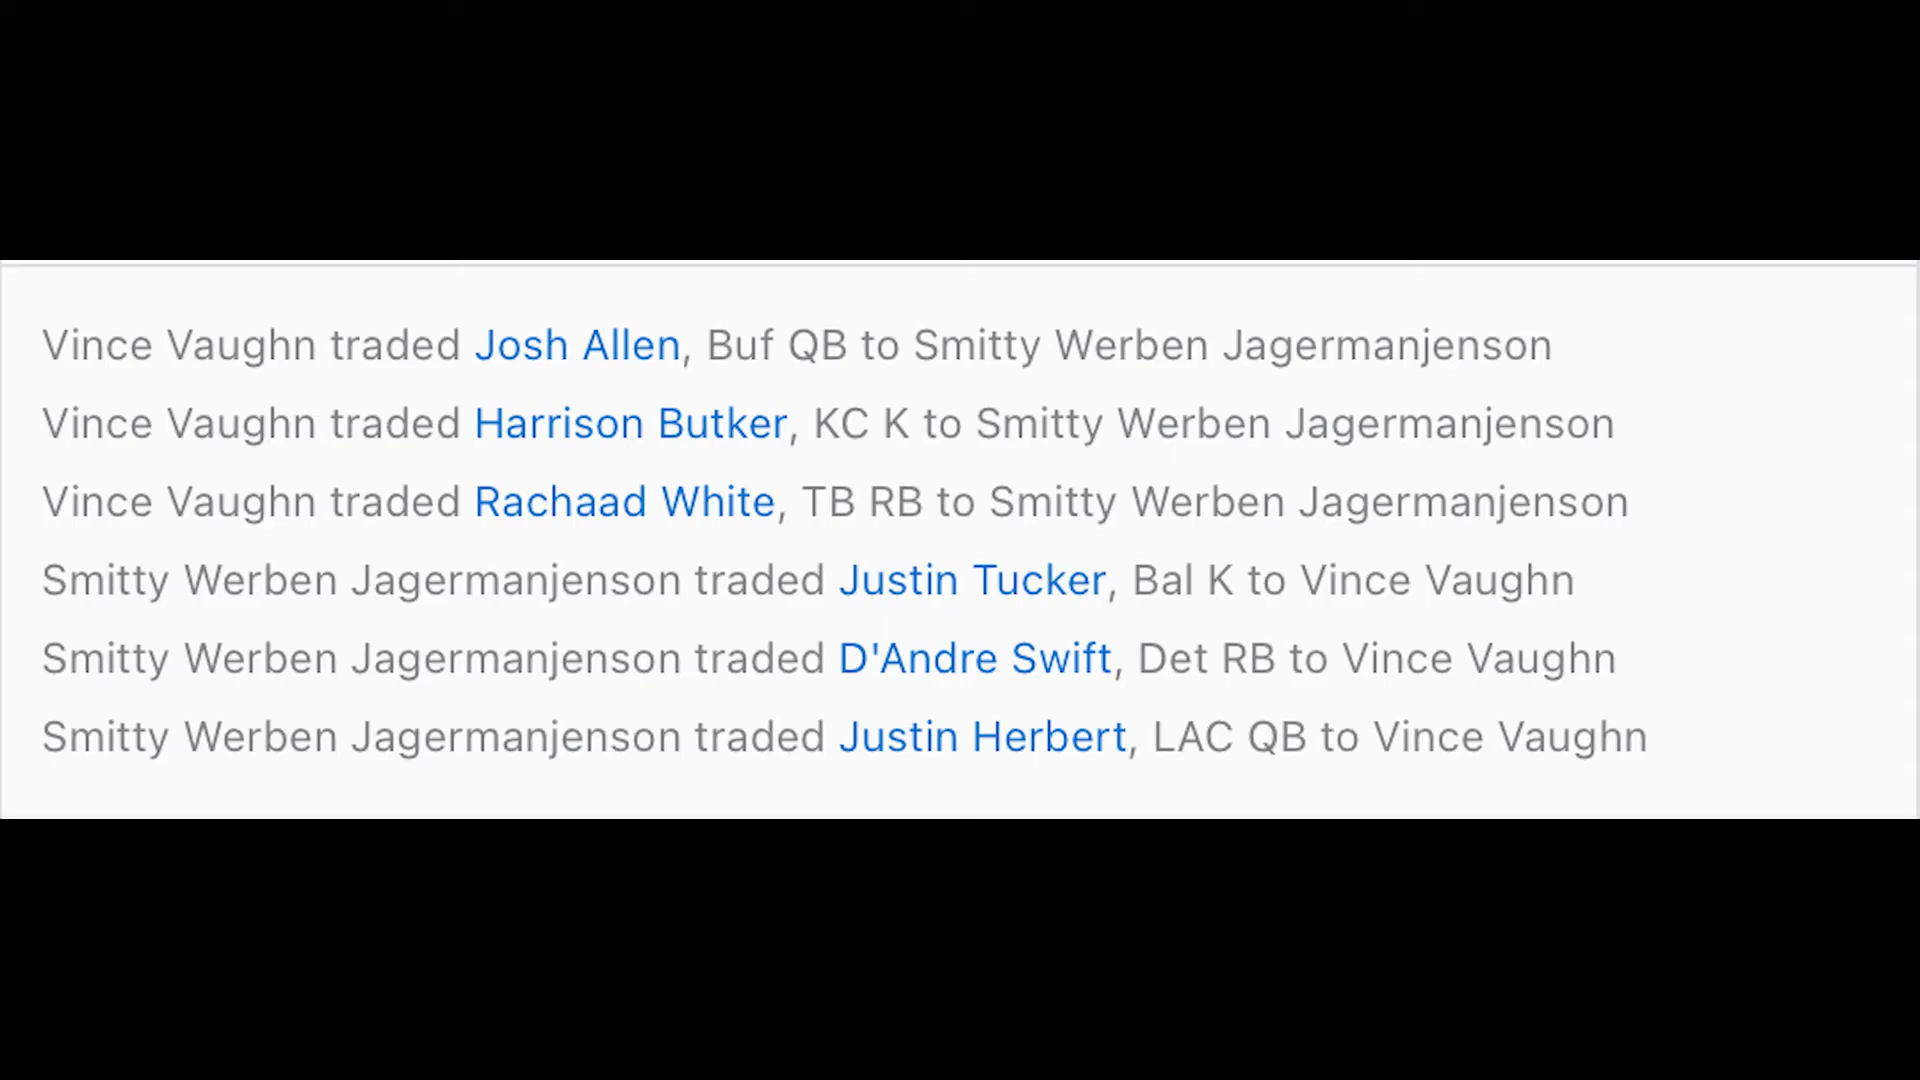 Vince Vaughn traded Josh Allen, Buf QB to Smitty Werben Jagermanjenson
Vince Vaughn traded Harrison Butker, KC K to Smitty Werben Jagermanjenson
Vince Vaughn traded Rachaad White, TB RB to Smitty Werben Jagermanjenson
Smitty Werben Jagermanjenson traded Justin Tucker, Bal K to Vince Vaughn
Smitty Werben Jagermanjenson traded D'Andre Swift, Det RB to Vince Vaughn
Smitty Werben Jagermanjenson traded Justin Herbert, LAC QB to Vince Vaughn